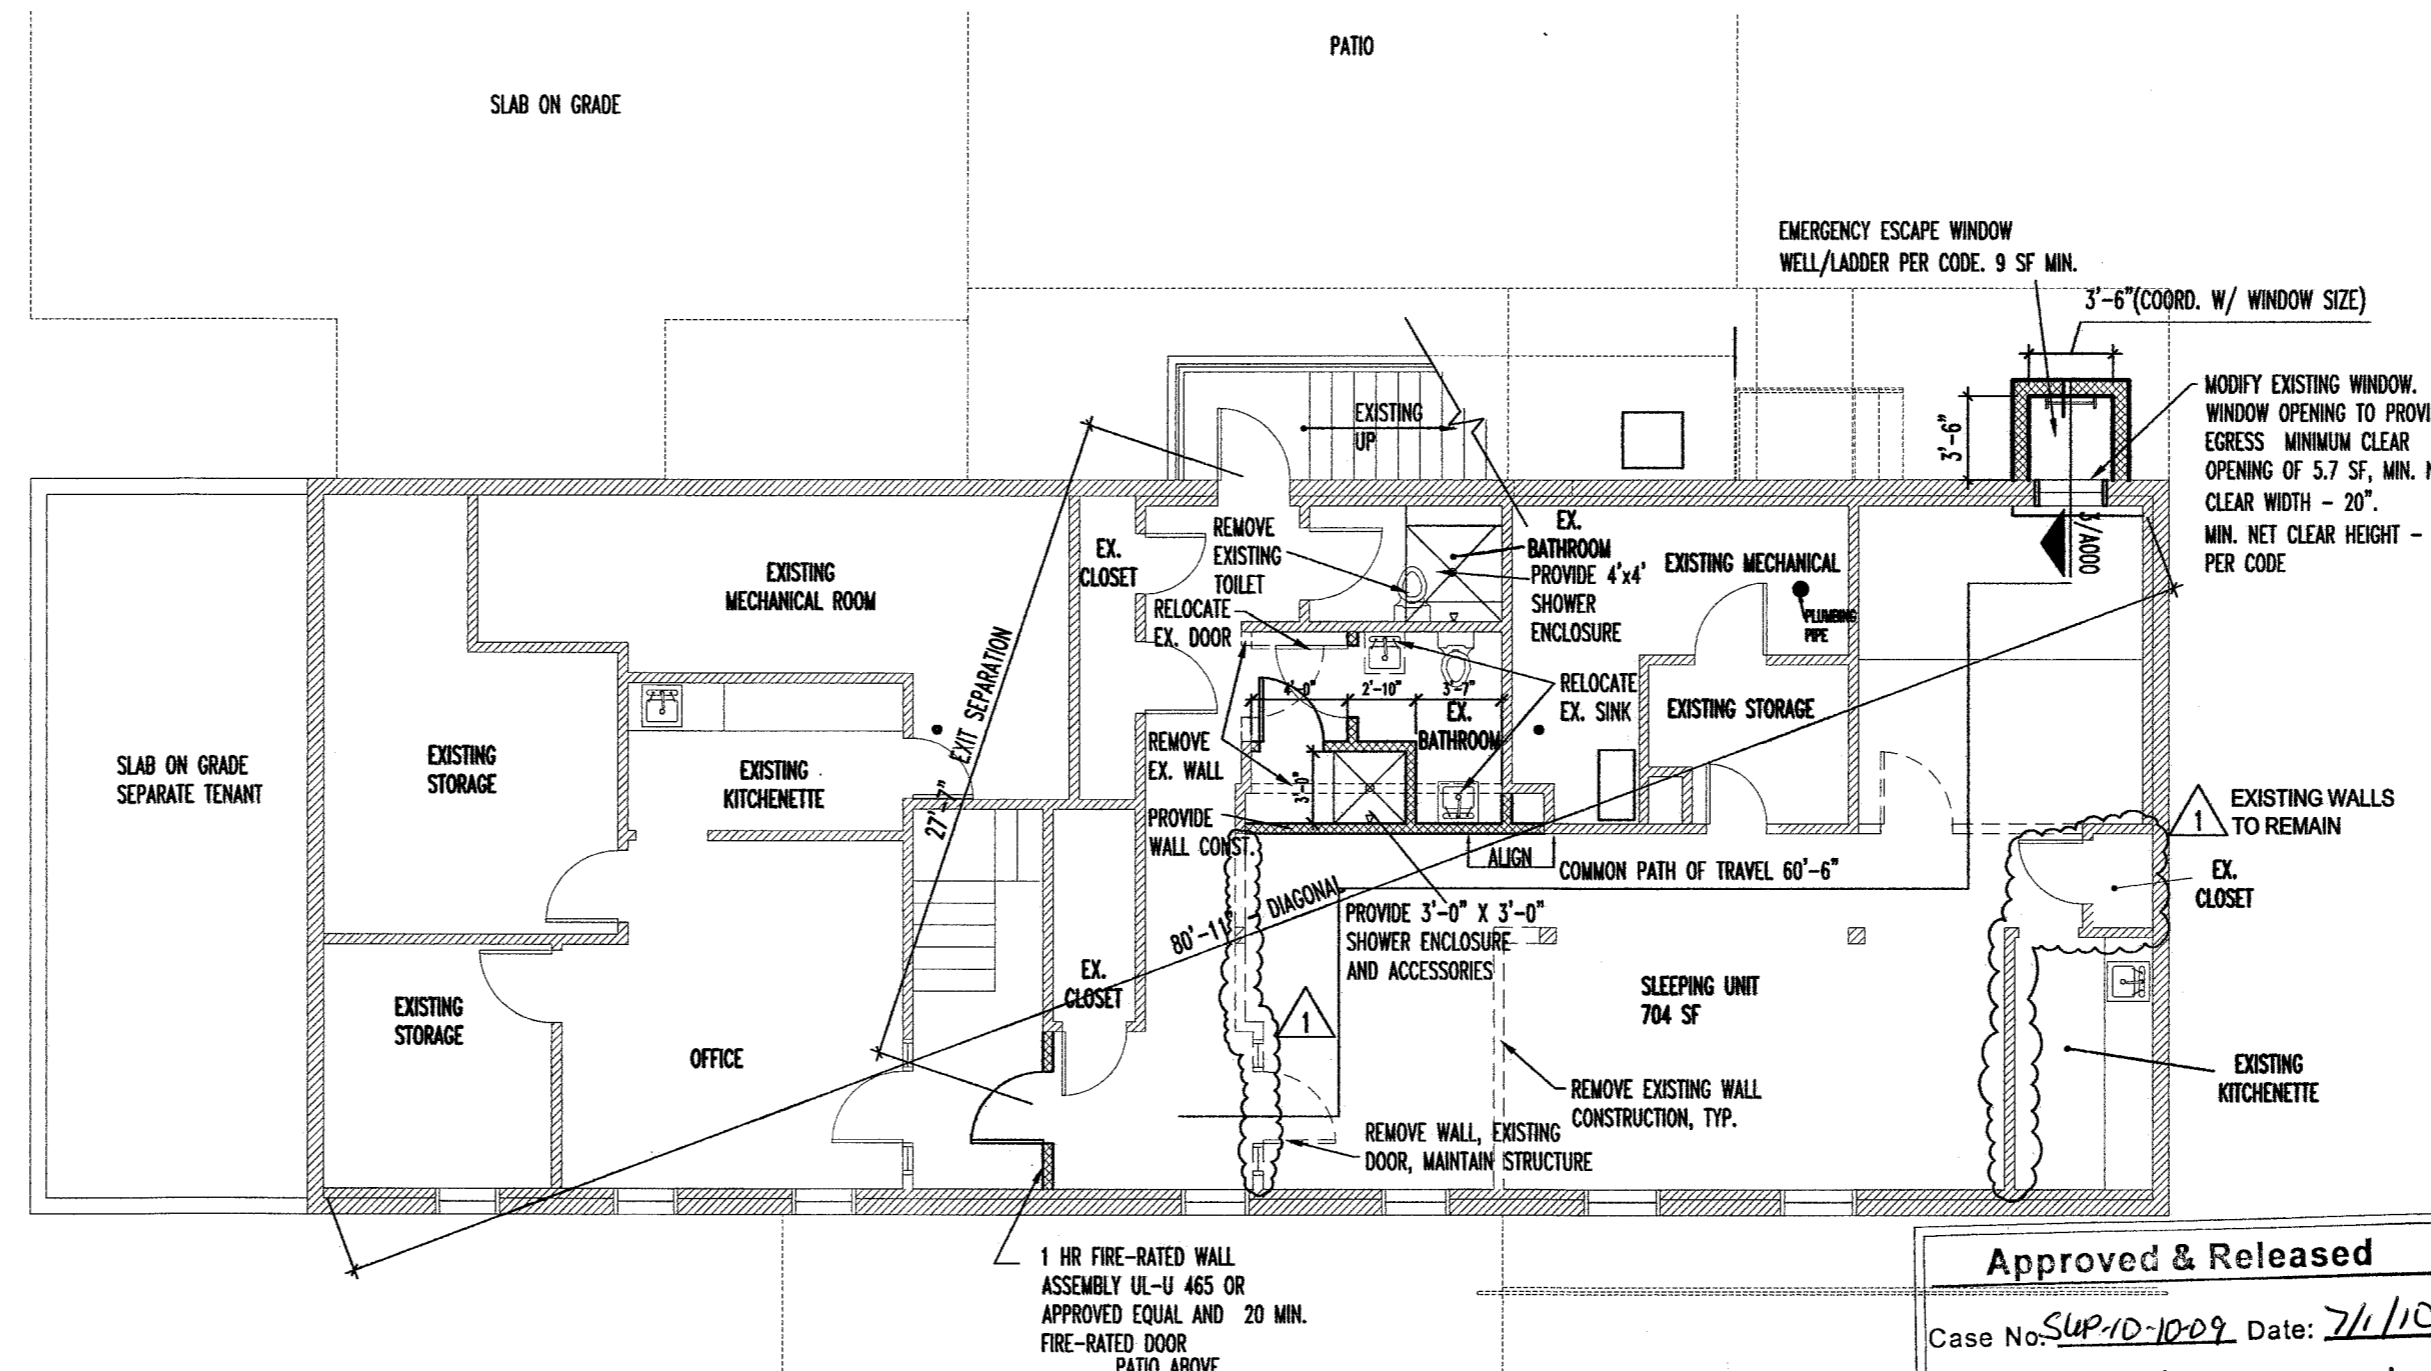 PATIO
SLAB ON GRADE
EMERGENCY ESCAPE WINDOW
WELL/LADDER PER CODE. 9 SF MIN.
3'-6"(COORD. W/ WINDOW SIZE)
3'-6"
MODIFY EXISTING WINDOW.
WINDOW OPENING TO
EGRESS MINIMUM CLEAR
OPENING OF 5.7 SF, MIN.
CLEAR WIDTH - 20".
MIN. NET CLEAR HEIGHT -
PER CODE
3/A000
EXISTING
UP
EX.
CLOSET
REMOVE
EXISTING
TOILET
EX.
BATHROOM
PROVIDE 4'x4'
SHOWER
ENCLOSURE
EXISTING MECHANICAL
PLUMBING
PIPE
EXISTING
MECHANICAL ROOM
RELOCATE
EX. DOOR
27'-7" EXIT SEPARATION
4'-0"
2'-10"
3'-7"
RELOCATE
EX. SINK
EXISTING STORAGE
EX.
BATHROOM
REMOVE
EX. WALL
3'-0"
SLAB ON GRADE
SEPARATE TENANT
EXISTING
STORAGE
EXISTING
KITCHENETTE
PROVIDE
WALL CONST.
ALIGN
COMMON PATH OF TRAVEL 60'-6"
1
EXISTING WALLS
TO REMAIN
EX.
CLOSET
80'-11" - DIAGONAL
PROVIDE 3'-0" X 3'-0"
SHOWER ENCLOSURE
AND ACCESSORIES
EX.
CLOSET
1
SLEEPING UNIT
704 SF
EXISTING
STORAGE
OFFICE
EXISTING
KITCHENETTE
REMOVE EXISTING WALL
CONSTRUCTION, TYP.
REMOVE WALL, EXISTING
DOOR, MAINTAIN STRUCTURE
1 HR FIRE-RATED WALL
ASSEMBLY UL-U 465 OR
APPROVED EQUAL AND 20 MIN.
FIRE-RATED DOOR
PATIO ABOVE
Approved & Released
Case No: SUP-10-10-09 Date: 7/1/10